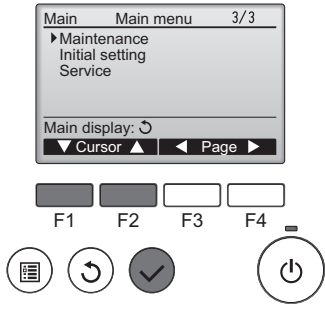 Main Main menu 3/3
Maintenance
Initial setting
Service
Main display:
Cursor Page
F1 F2 F3 F4